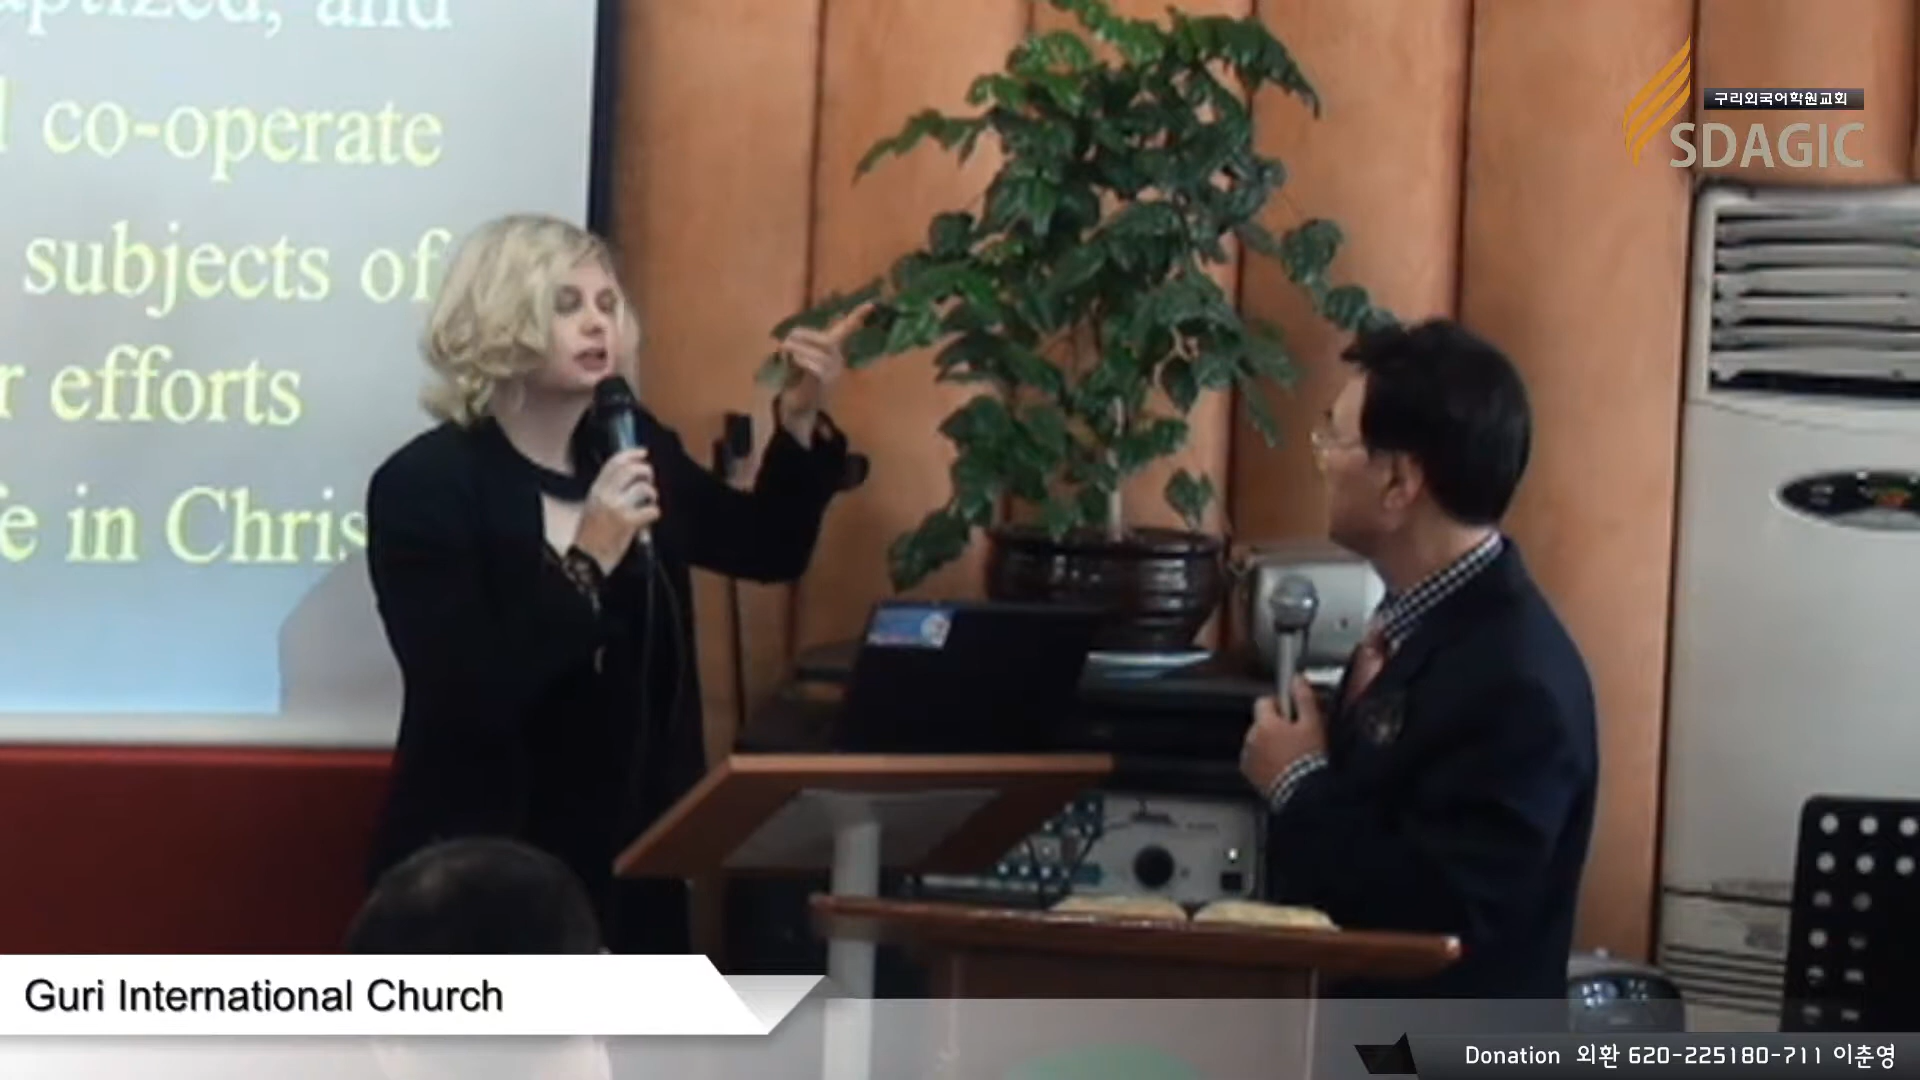 aptized, and
co-operate
subjects of
r efforts
e in Chris
구리외국어학원교회
SDAGIC
Guri International Church
Donation 외환 620-225180-711 이춘영